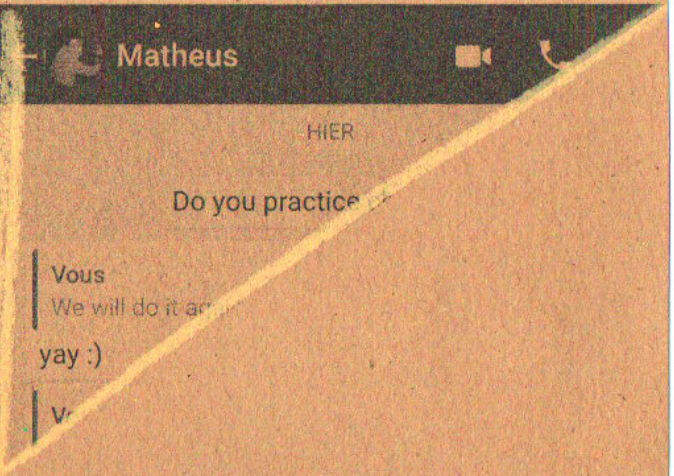 Matheus
HIER
Do you practice
Vous
We will do it
yay :)